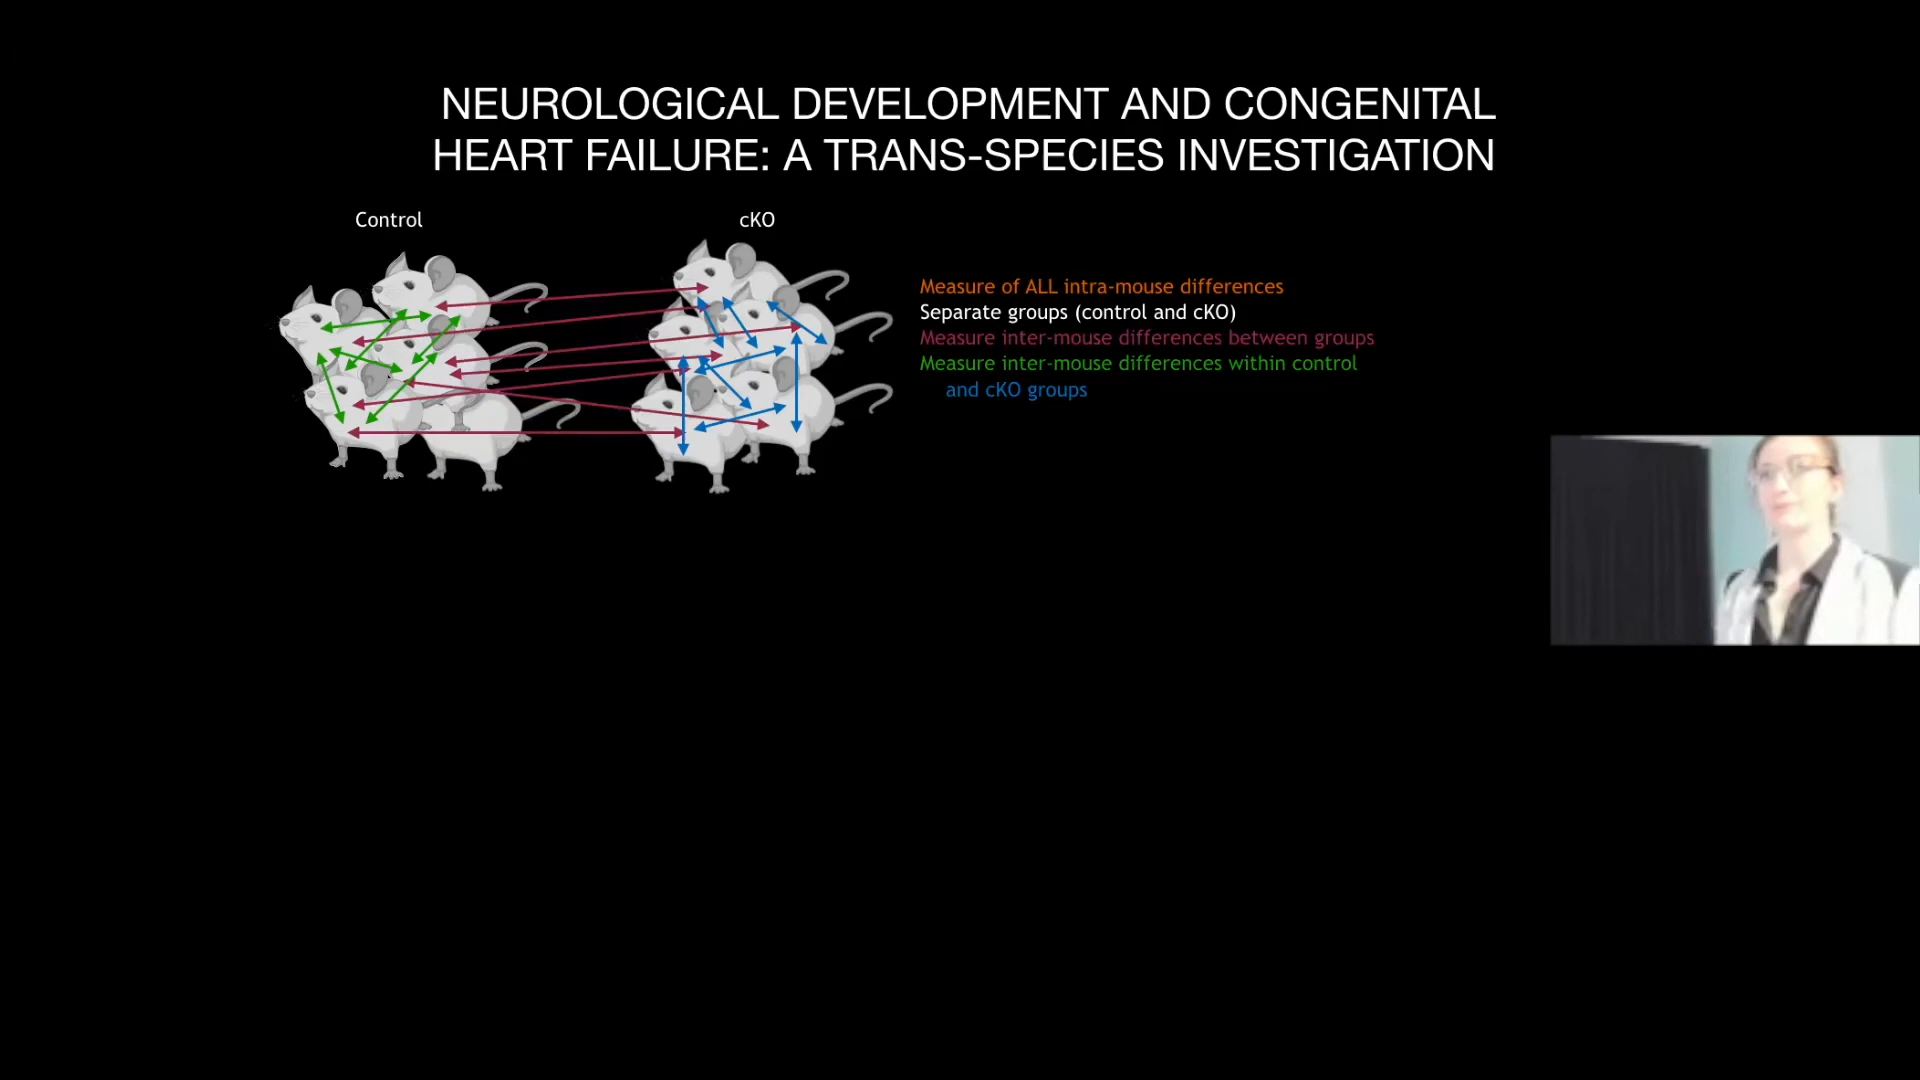 NEUROLOGICAL DEVELOPMENT AND CONGENITAL
HEART FAILURE: A TRANS-SPECIES INVESTIGATION
Control
cKO
Measure of ALL intra-mouse differences
Separate groups (control and cKO)
Measure inter-mouse differences between groups
Measure inter-mouse differences within control
and cKO groups